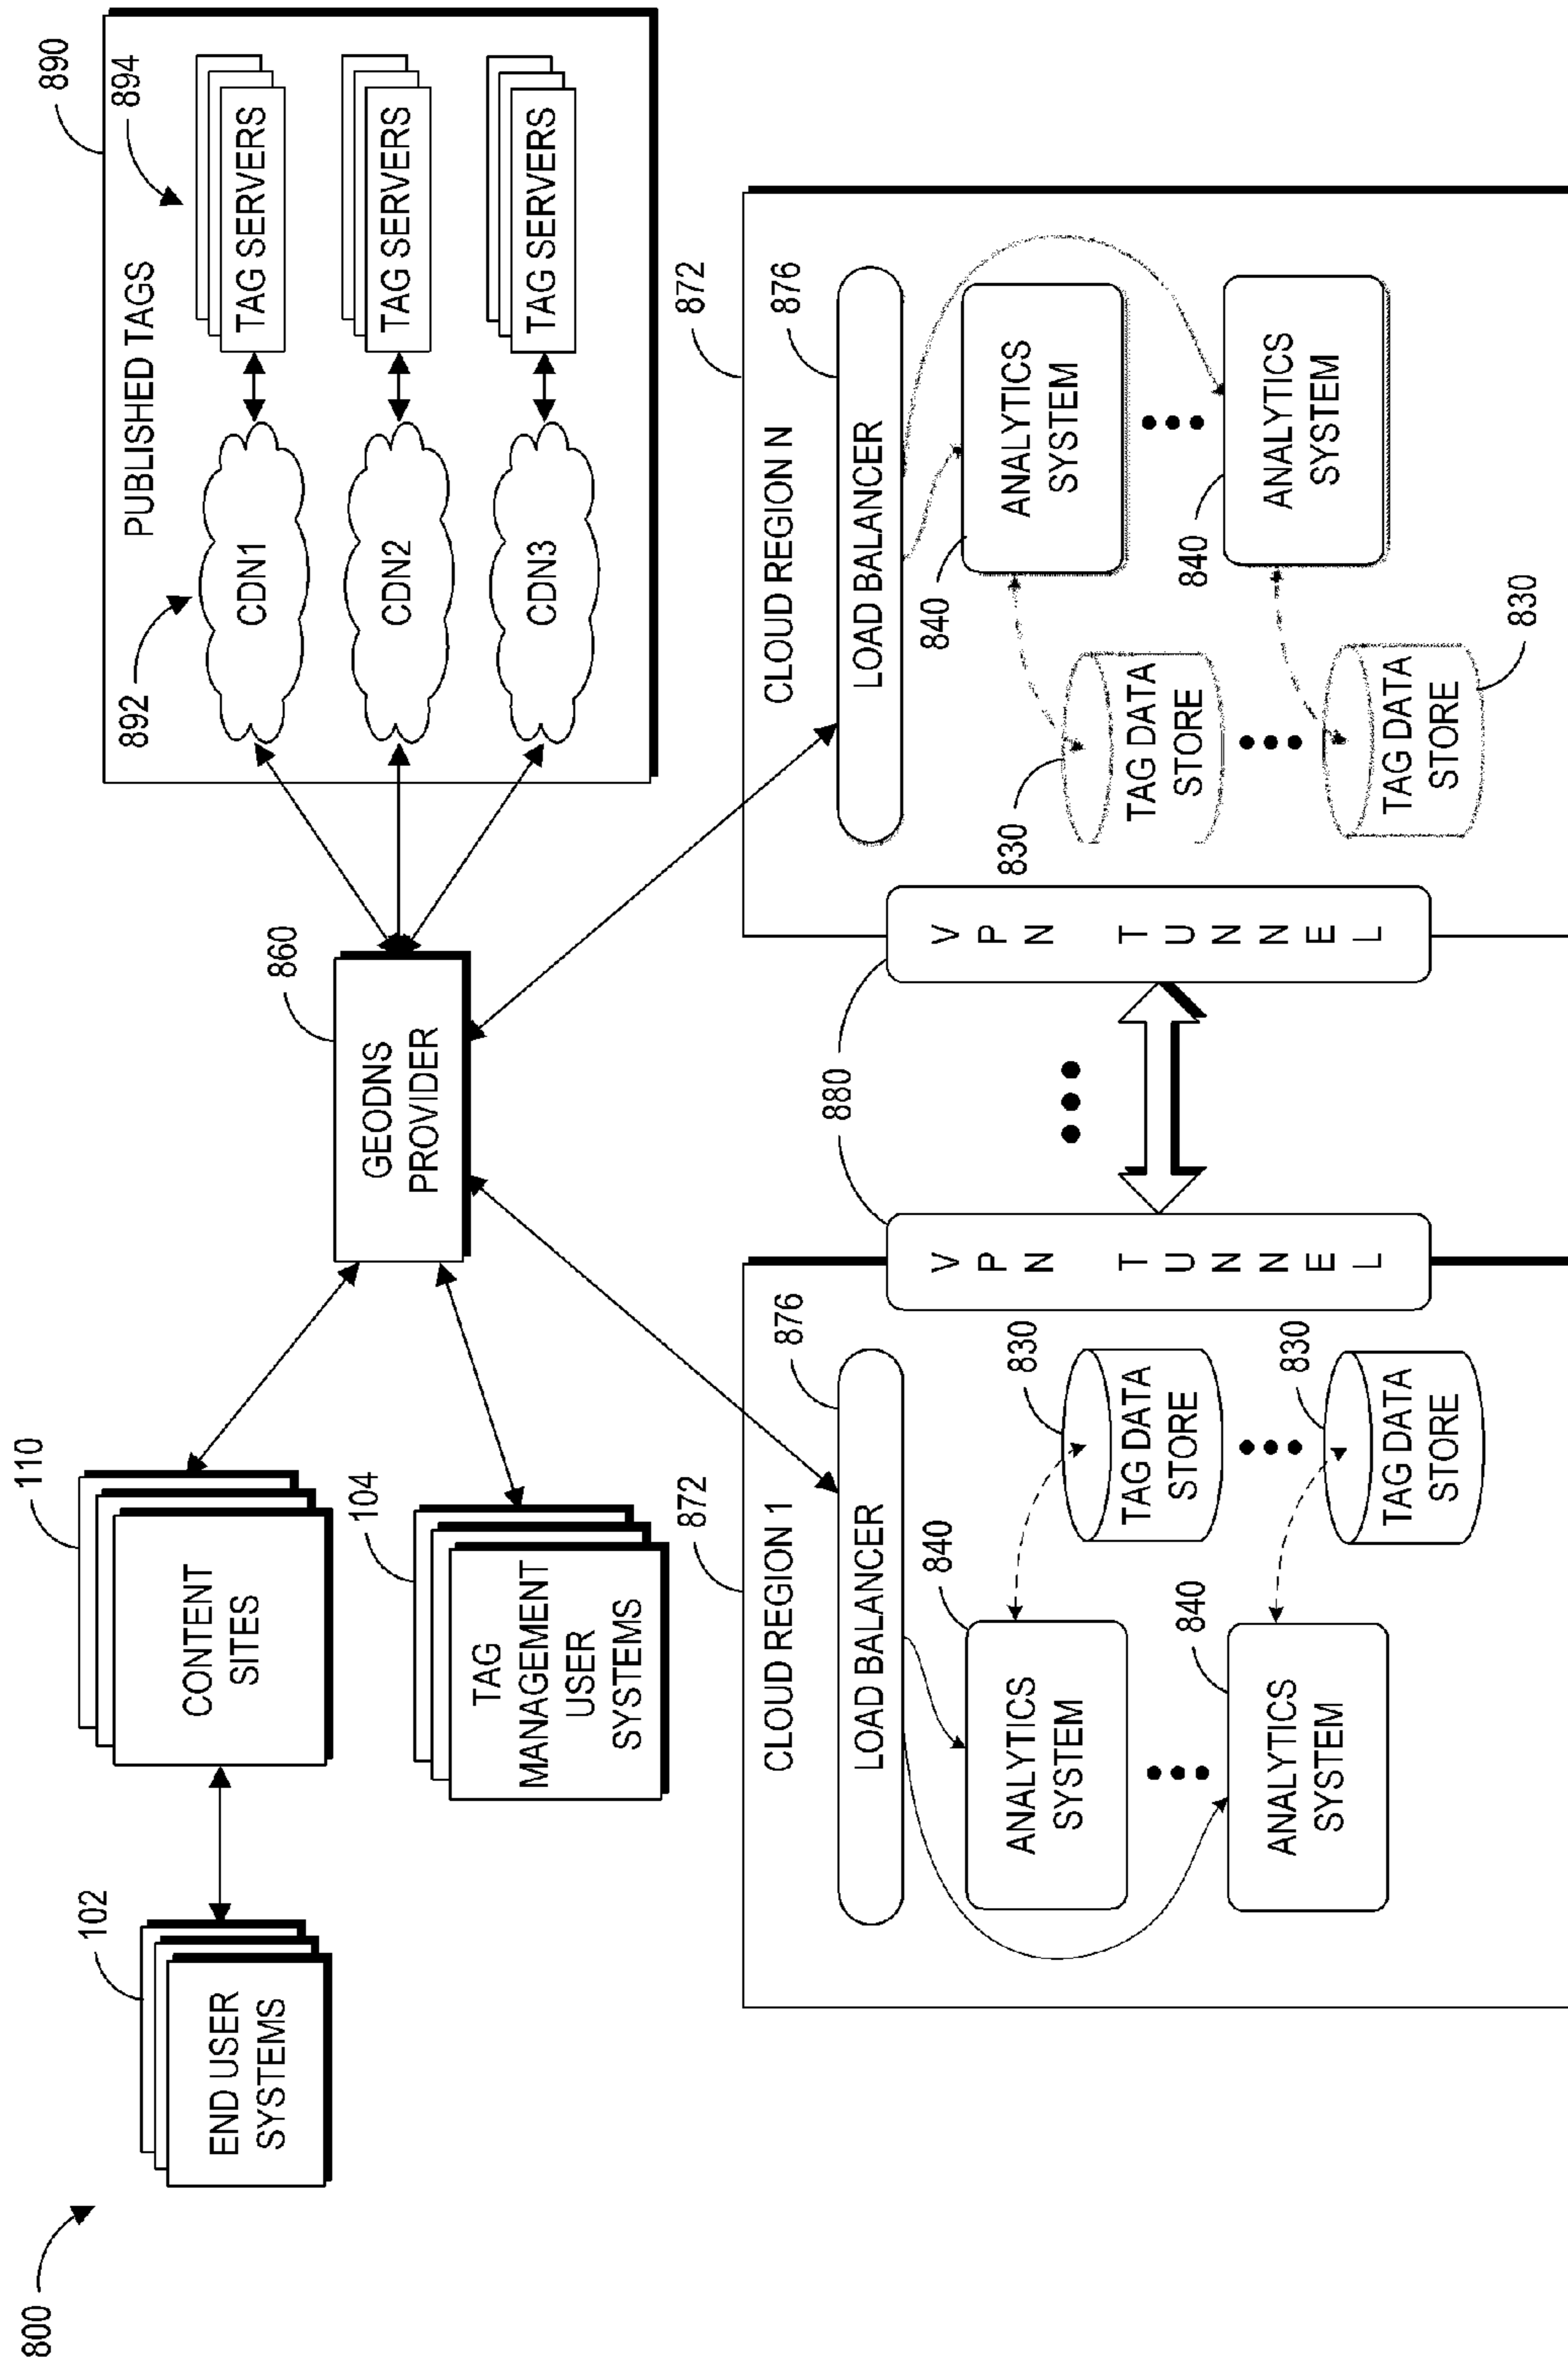 800
102
END USER
SYSTEMS
110
CONTENT
SITES
104
TAG
MANAGEMENT
USER
SYSTEMS
860
GEODNS
PROVIDER
890
PUBLISHED TAGS
892
894
CDN1
TAG SERVERS
CDN2
TAG SERVERS
CDN3
TAG SERVERS
872
CLOUD REGION 1
876
LOAD BALANCER
840
ANALYTICS
SYSTEM
830
TAG DATA
STORE
840
ANALYTICS
SYSTEM
830
TAG DATA
STORE
VPN TUNNEL
880
VPN TUNNEL
872
CLOUD REGION N
876
LOAD BALANCER
830
TAG DATA
STORE
840
ANALYTICS
SYSTEM
830
TAG DATA
STORE
840
ANALYTICS
SYSTEM